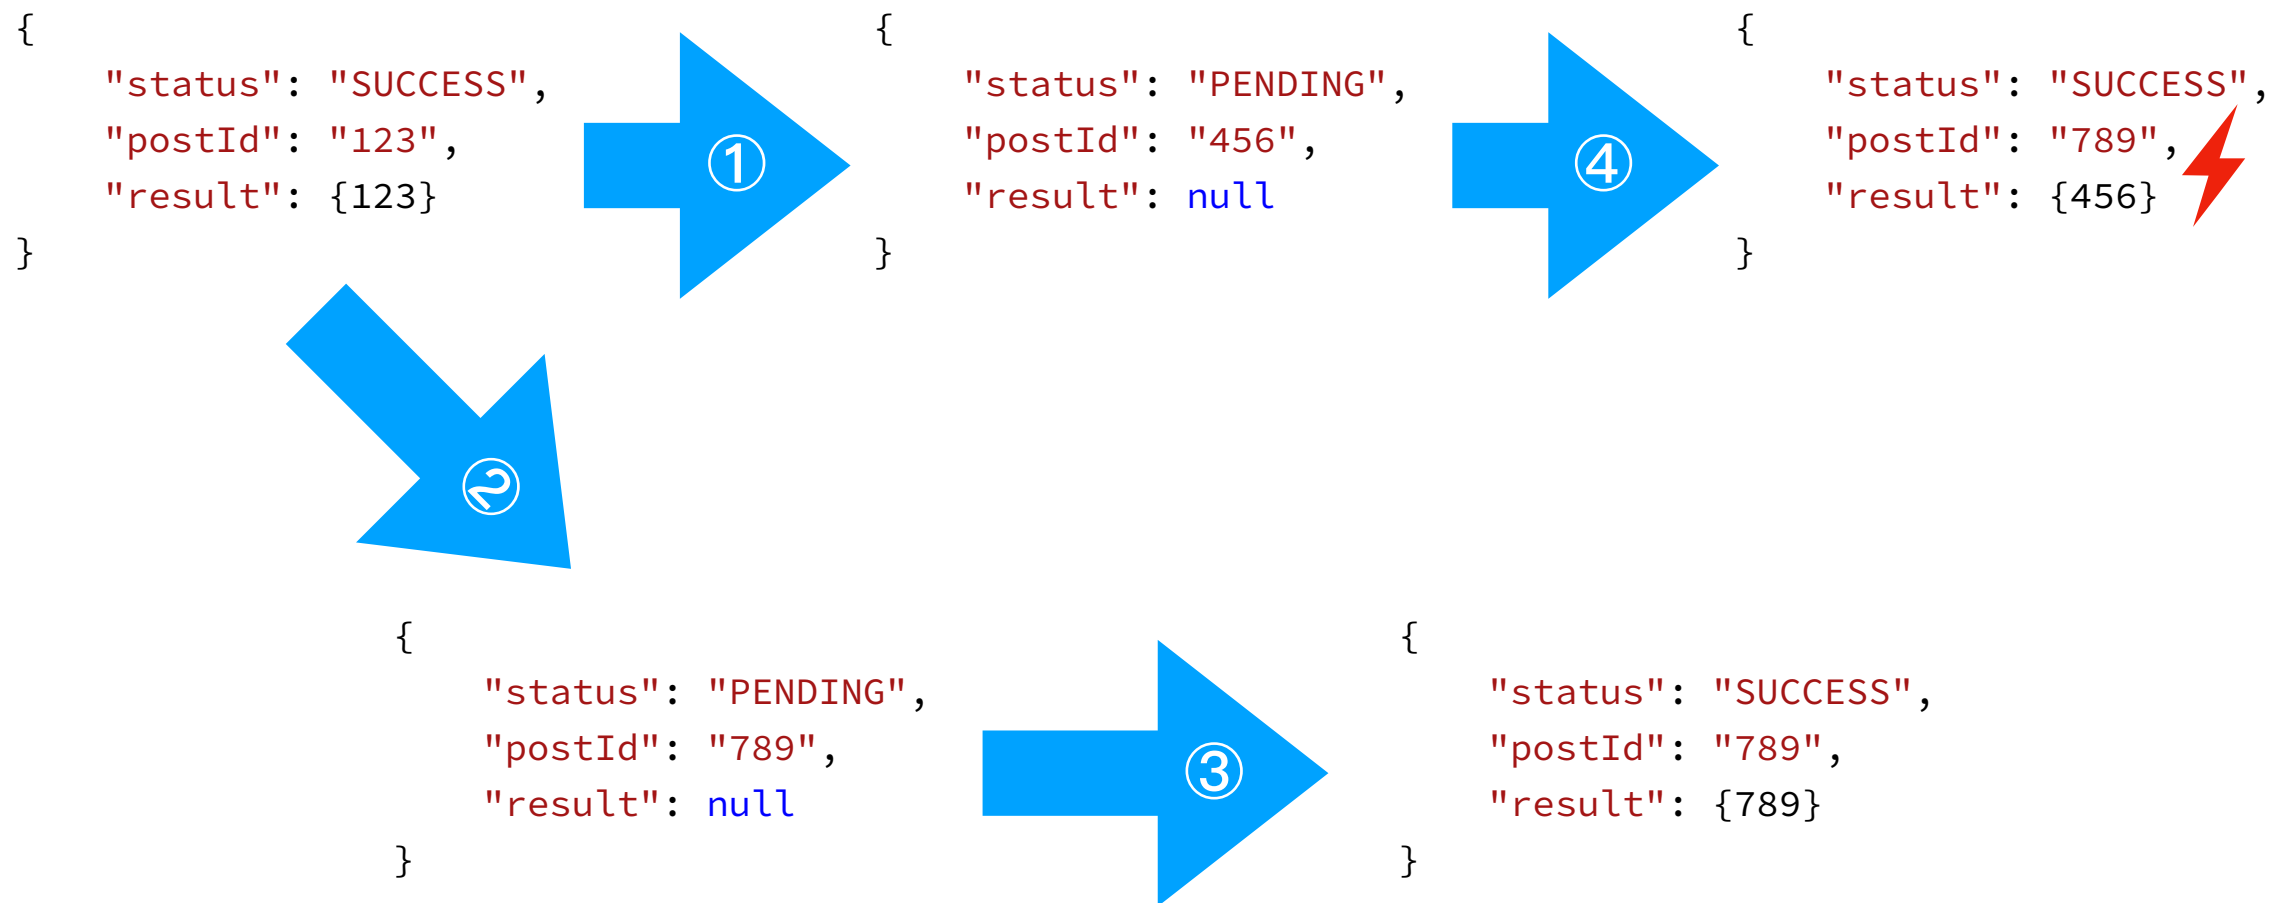 {
    "status": "SUCCESS",
    "postId": "123",
    "result": {123}
}
①
{
    "status": "PENDING",
    "postId": "456",
    "result": null
}
④
{
    "status": "SUCCESS",
    "postId": "789",
    "result": {456}
}
②
{
    "status": "PENDING",
    "postId": "789",
    "result": null
}
③
{
    "status": "SUCCESS",
    "postId": "789",
    "result": {789}
}